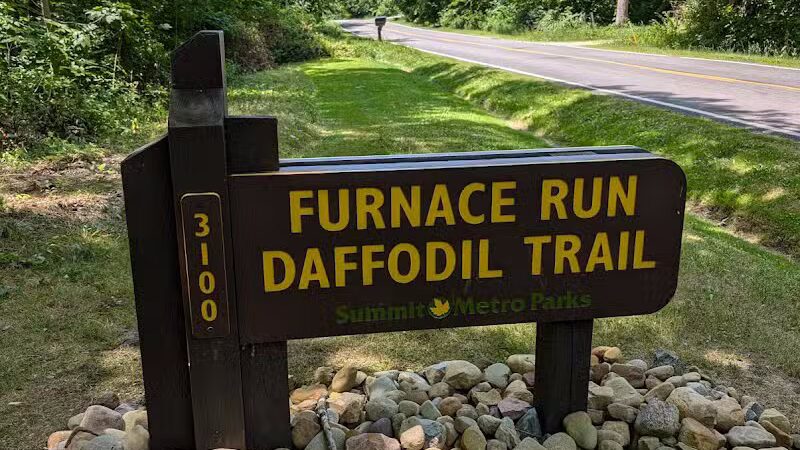 3100
FURNACE RUN
DAFFODIL TRAIL
Summit Metro Parks